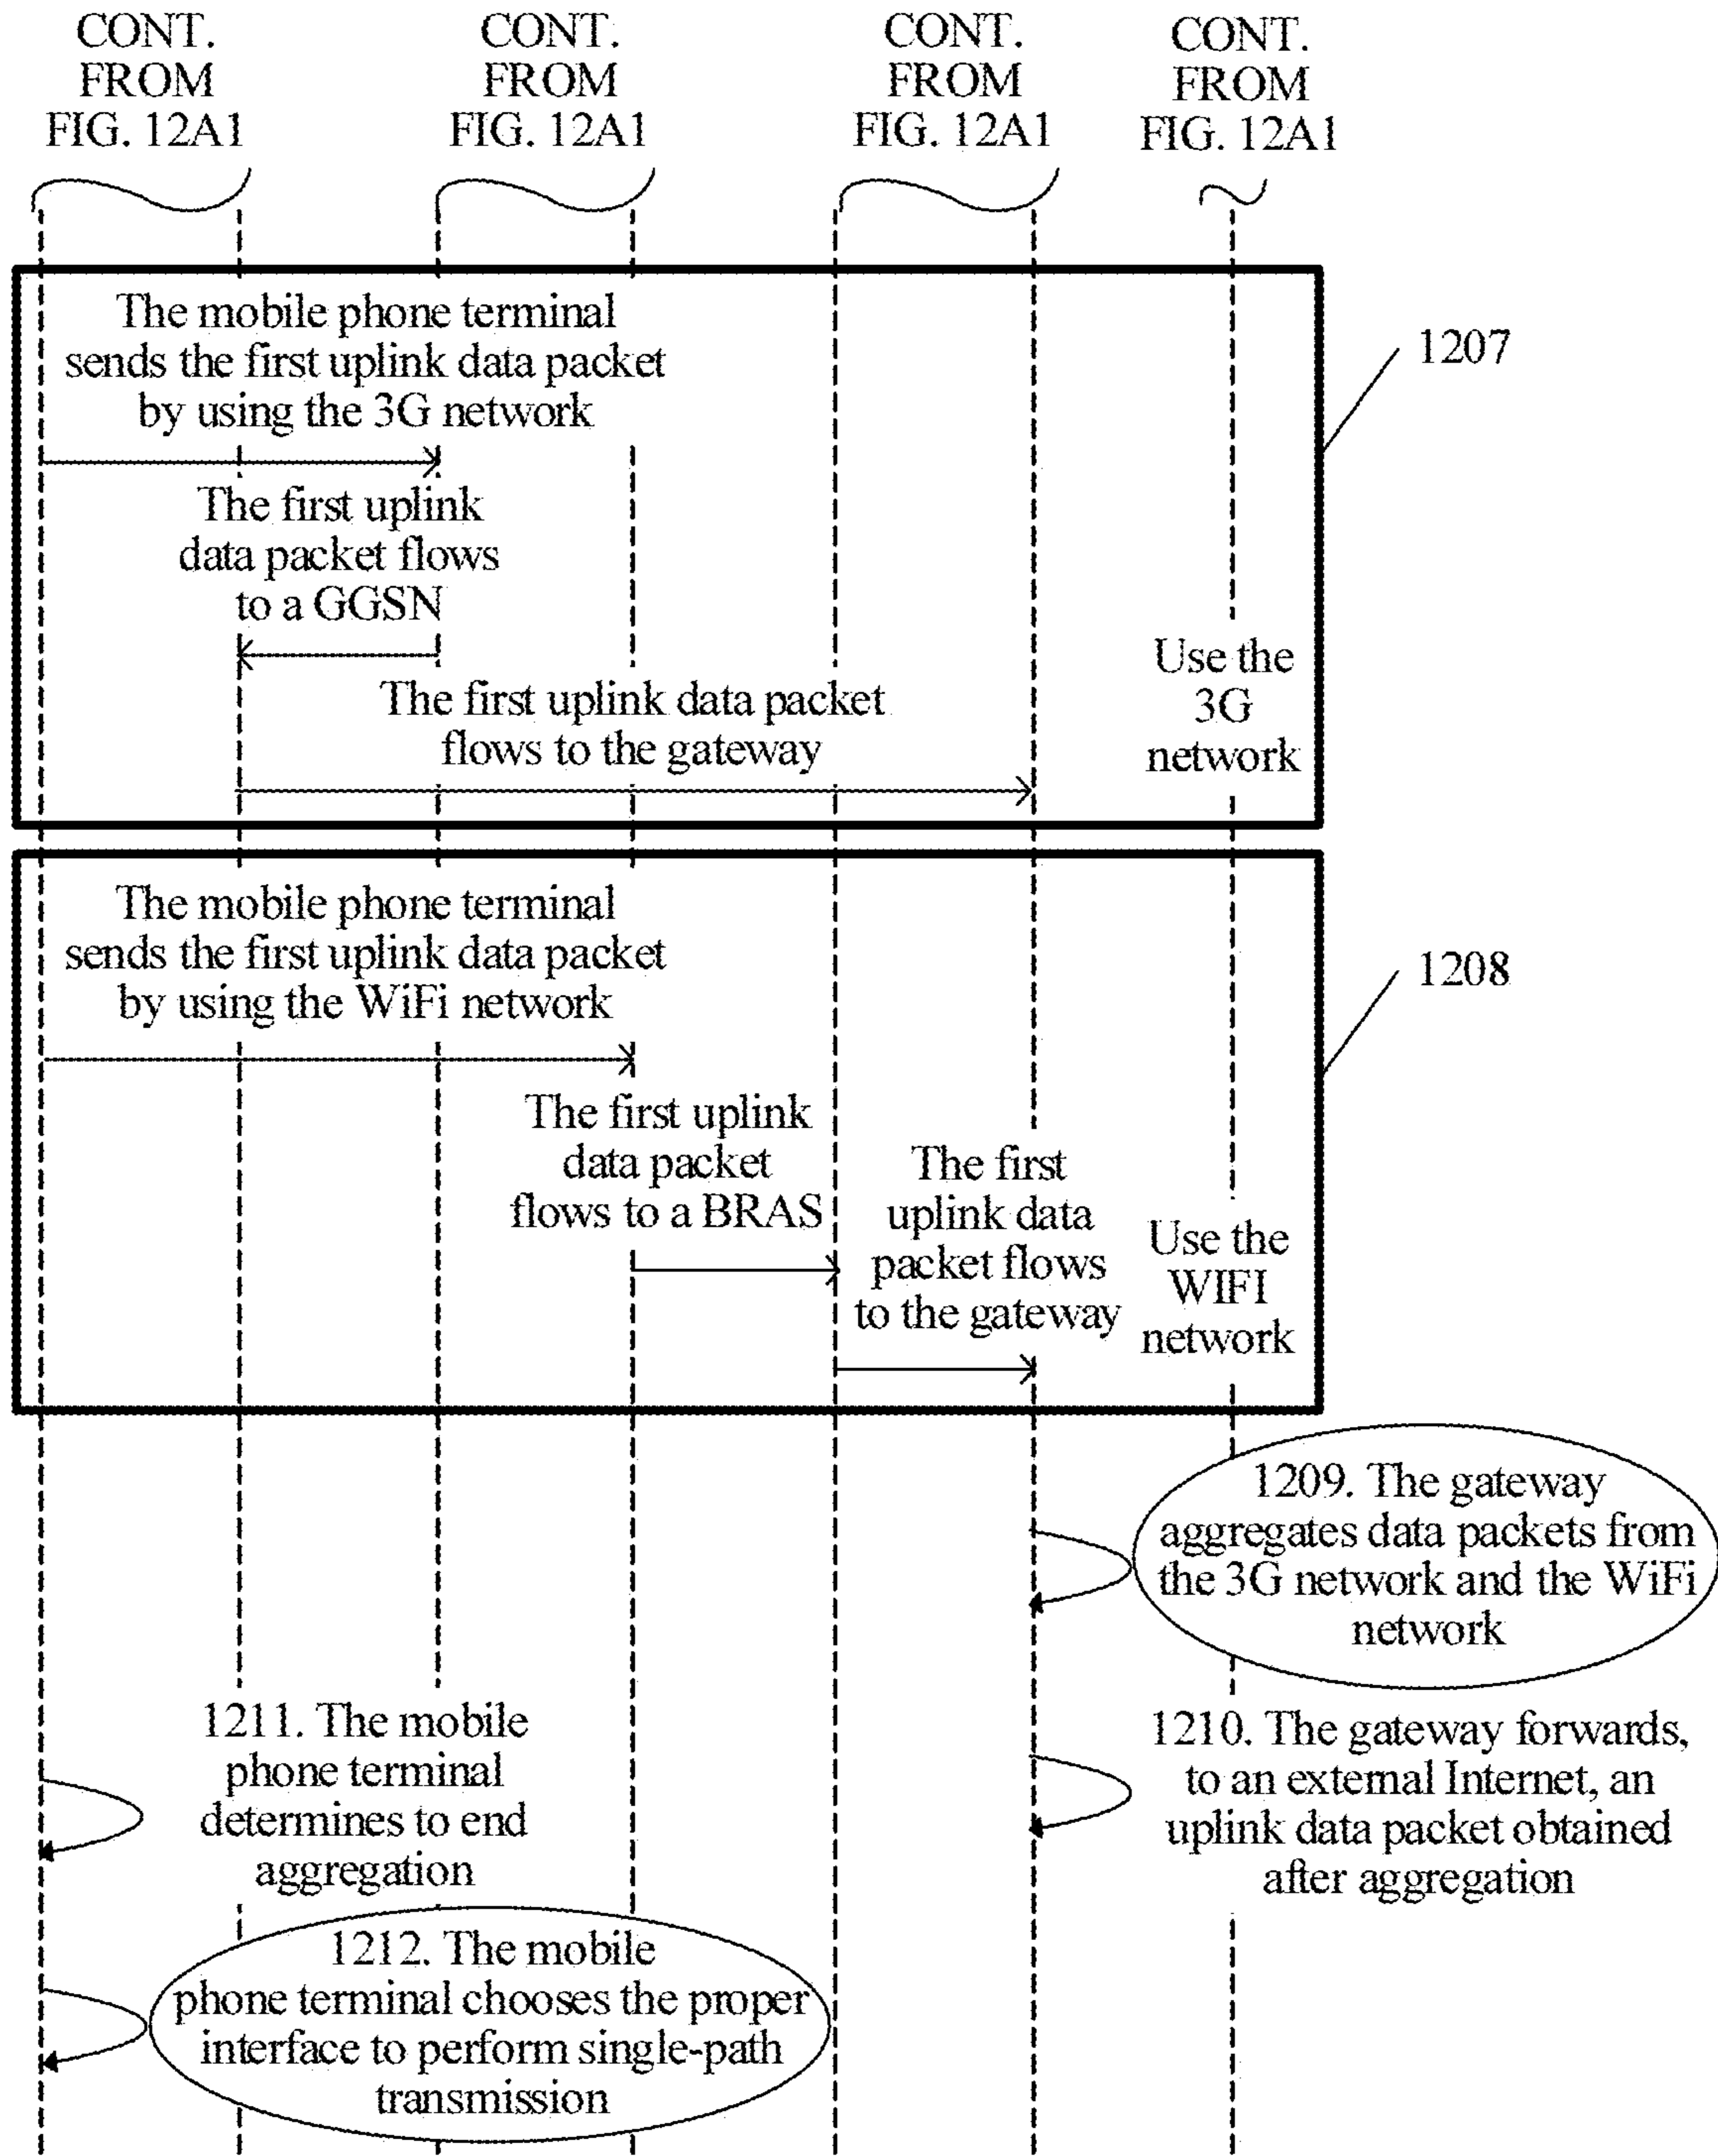 CONT.
FROM
FIG. 12A1
CONT.
FROM
FIG. 12A1
CONT.
FROM
FIG. 12A1
CONT.
FROM
FIG. 12A1
The mobile phone terminal
sends the first uplink data packet
by using the 3G network
1207
The first uplink
data packet flows
to a GGSN
The first uplink data packet
flows to the gateway
Use the
3G
network
The mobile phone terminal
sends the first uplink data packet
by using the WiFi network
1208
The first uplink
data packet
flows to a BRAS
The first
uplink data
packet flows
to the gateway
Use the
WIFI
network
1209. The gateway
aggregates data packets from
the 3G network and the WiFi
network
1211. The mobile
phone terminal
determines to end
aggregation
1210. The gateway forwards,
to an external Internet, an
uplink data packet obtained
after aggregation
1212. The mobile
phone terminal chooses the proper
interface to perform single-path
transmission